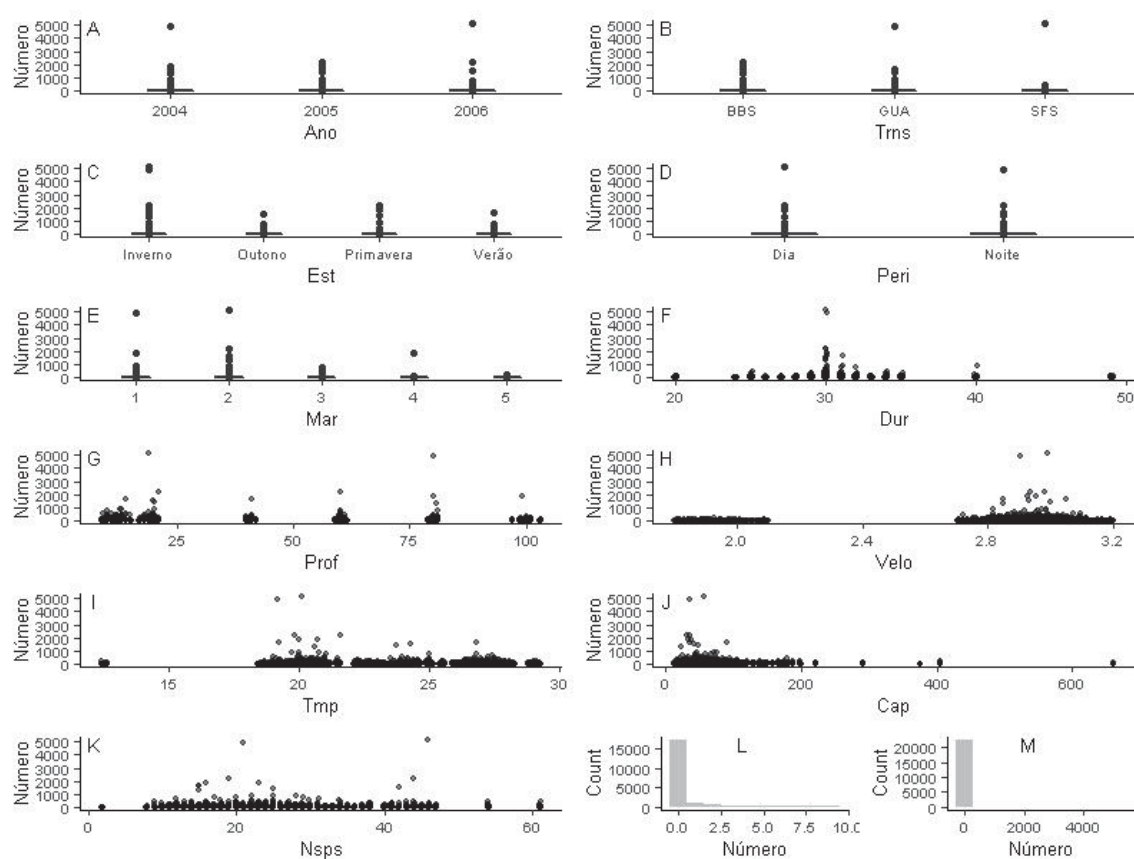 A
Número
5000
4000
3000
2000
1000
0
2004 2005 2006
Ano
B
Número
5000
4000
3000
2000
1000
0
BBS GUA SFS
Trns
C
Número
5000
4000
3000
2000
1000
0
Inverno Outono Primavera Verão
Est
D
Número
5000
4000
3000
2000
1000
0
Dia Noite
Peri
E
Número
5000
4000
3000
2000
1000
0
1 2 3 4 5
Mar
F
Número
5000
4000
3000
2000
1000
0
20 30 40 50
Dur
G
Número
5000
4000
3000
2000
1000
0
25 50 75 100
Prof
H
Número
5000
4000
3000
2000
1000
0
2.0 2.4 2.8 3.2
Velo
I
Número
5000
4000
3000
2000
1000
0
15 20 25 30
Tmp
J
Número
5000
4000
3000
2000
1000
0
0 200 400 600
Cap
K
Número
5000
4000
3000
2000
1000
0
0 20 40 60
Nsps
L
Count
15000
10000
5000
0
0.0 2.5 5.0 7.5 10.0
Número
M
Count
20000
15000
10000
5000
0
0 2000 4000
Número